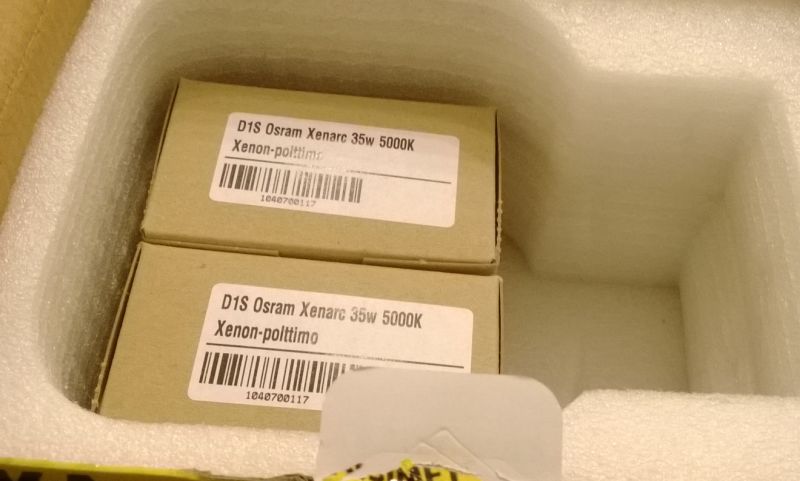 D1S Osram Xenarc 35w 5000K
Xenon-polttimo
1040700117
D1S Osram Xenarc 35w 5000K
Xenon-polttimo
1040700117